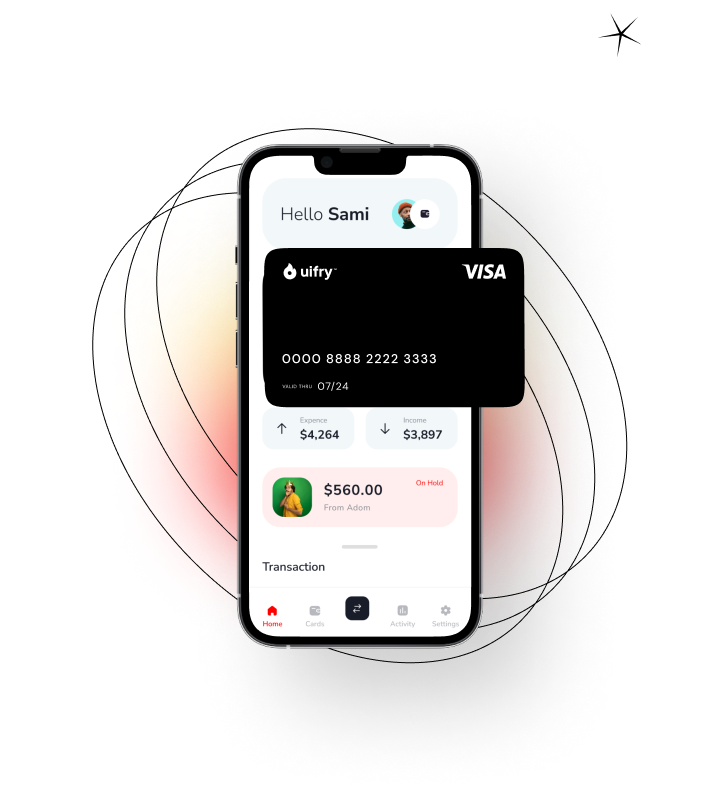 Hello Sami
uifry™
VISA
0000 8888 2222 3333
VALID THRU 07/24
Expence
$4,264
Income
$3,897
$560.00
On Hold
From Adom
Transaction
Home
Cards
Activity
Settings